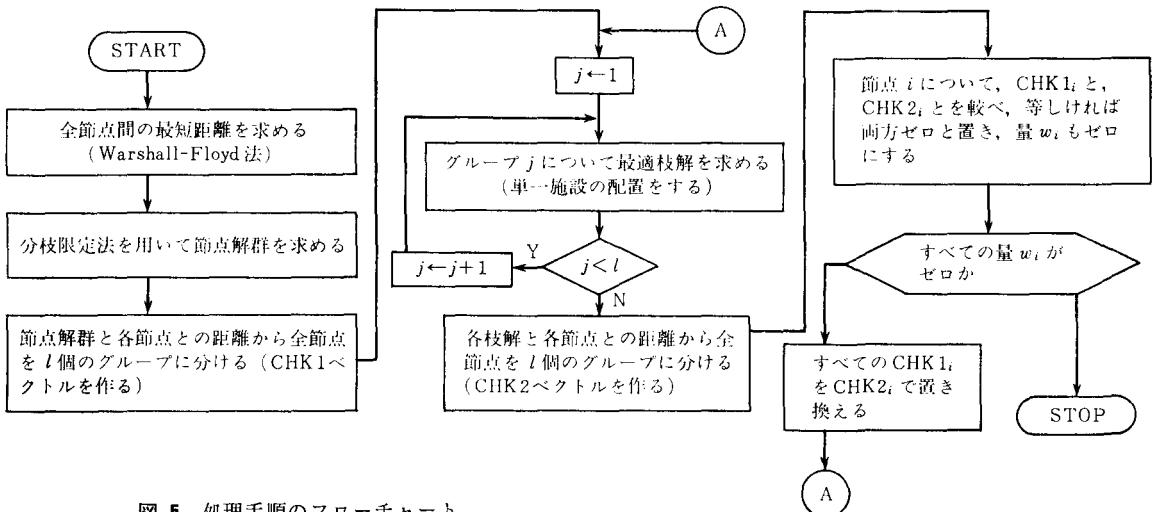 START
全節点間の最短距離を求める
(Warshall-Floyd 法)
分枝限定法を用いて節点解群を求める
節点解群と各節点との距離から全節点
を l 個のグループに分ける (CHK1ベ
クトルを作る)
A
j←1
グループ j について最適枝解を求める
(単一施設の配置をする)
Y
j←j+1
j<l
N
各枝解と各節点との距離から全
節点を l 個のグループに分ける
(CHK2ベクトルを作る)
節点 i について, CHK1ᵢ と,
CHK2ᵢ とを較べ, 等しければ
両方ゼロと置き, 量 wᵢ もゼロ
にする
すべての量 wᵢ が
ゼロか
すべてのCHK1ᵢ
をCHK2ᵢ で置き
換える
STOP
A
図 5 処理手順のフローチャート